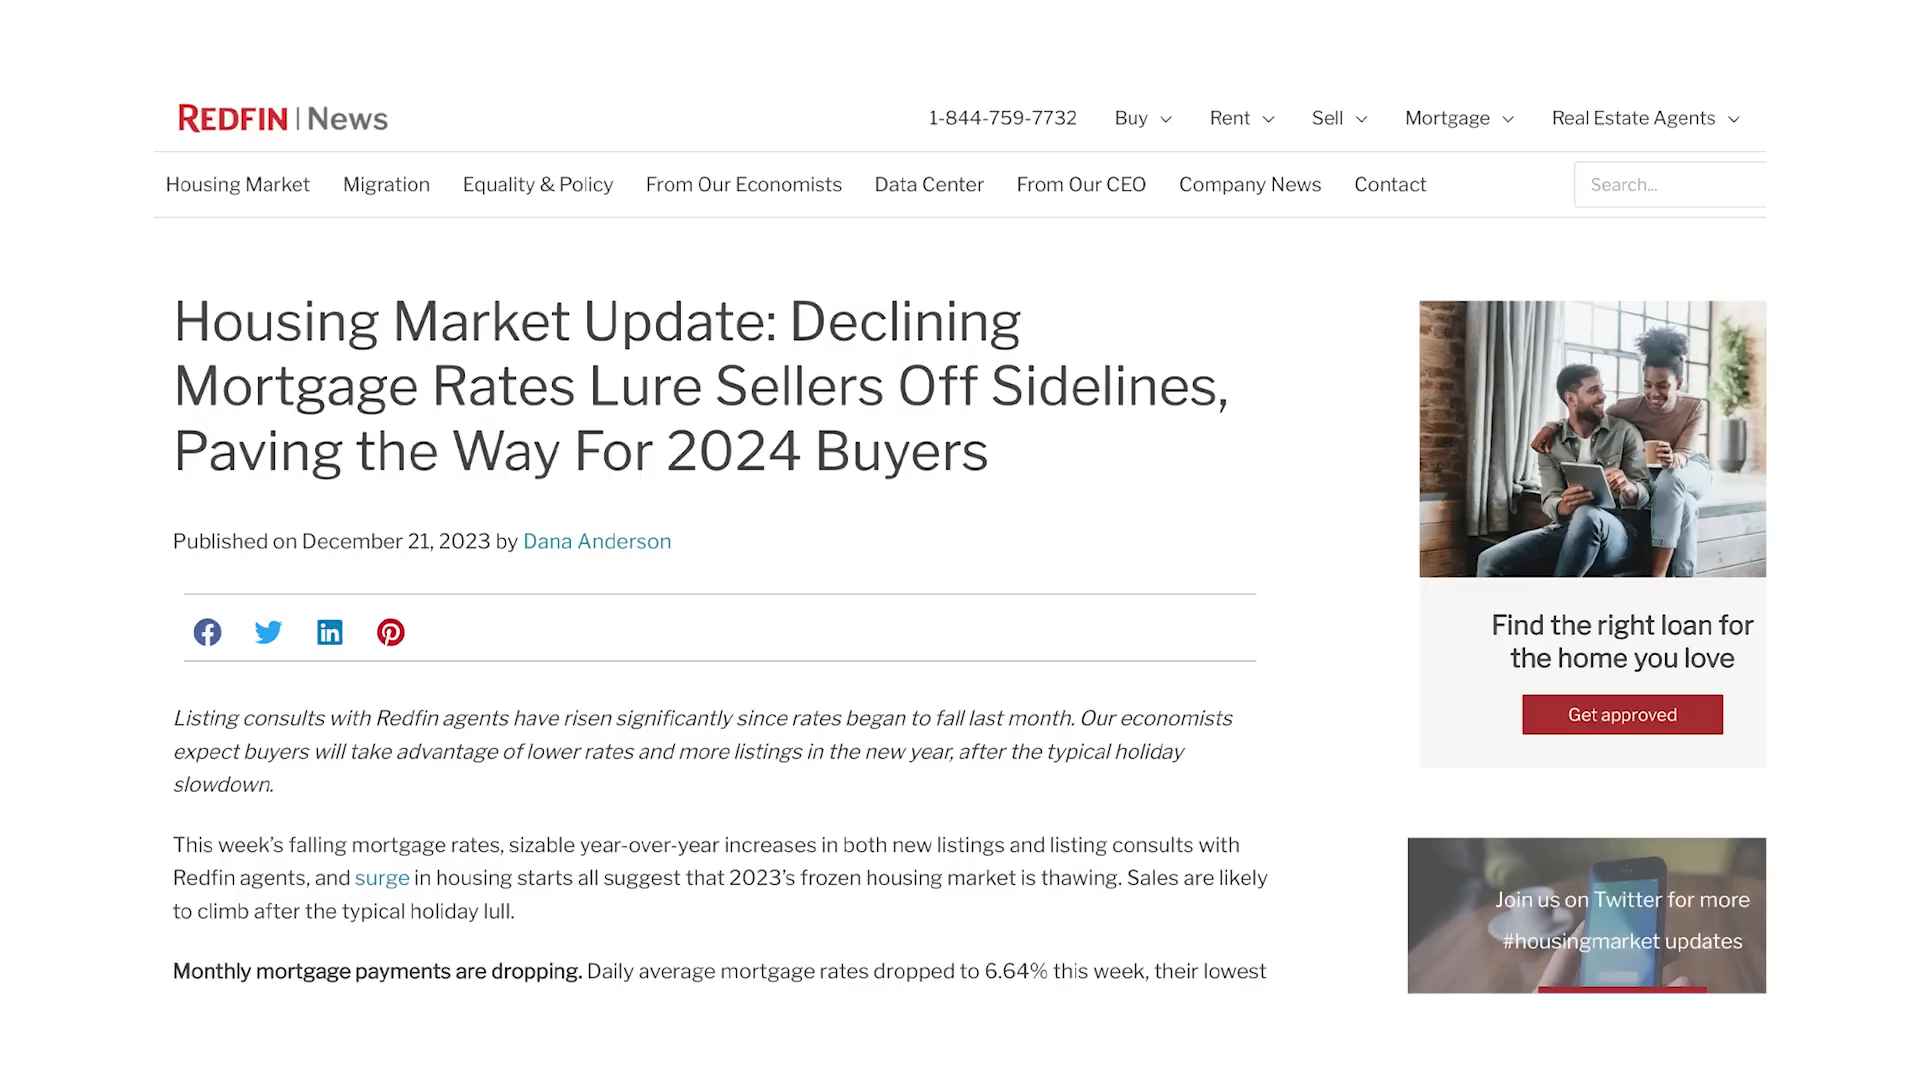 REDFIN | News
1-844-759-7732 Buy Rent Sell Mortgage Real Estate Agents
Housing Market Migration Equality & Policy From Our Economists Data Center From Our CEO Company News Contact
Search...
Housing Market Update: Declining
Mortgage Rates Lure Sellers Off Sidelines,
Paving the Way For 2024 Buyers
Published on December 21, 2023 by Dana Anderson
Listing consults with Redfin agents have risen significantly since rates began to fall last month. Our economists
expect buyers will take advantage of lower rates and more listings in the new year, after the typical holiday
slowdown.
This week’s falling mortgage rates, sizable year-over-year increases in both new listings and listing consults with
Redfin agents, and surge in housing starts all suggest that 2023’s frozen housing market is thawing. Sales are likely
to climb after the typical holiday lull.
Monthly mortgage payments are dropping. Daily average mortgage rates dropped to 6.64% this week, their lowest
Find the right loan for
the home you love
Get approved
Join us on Twitter for more
#housingmarket updates